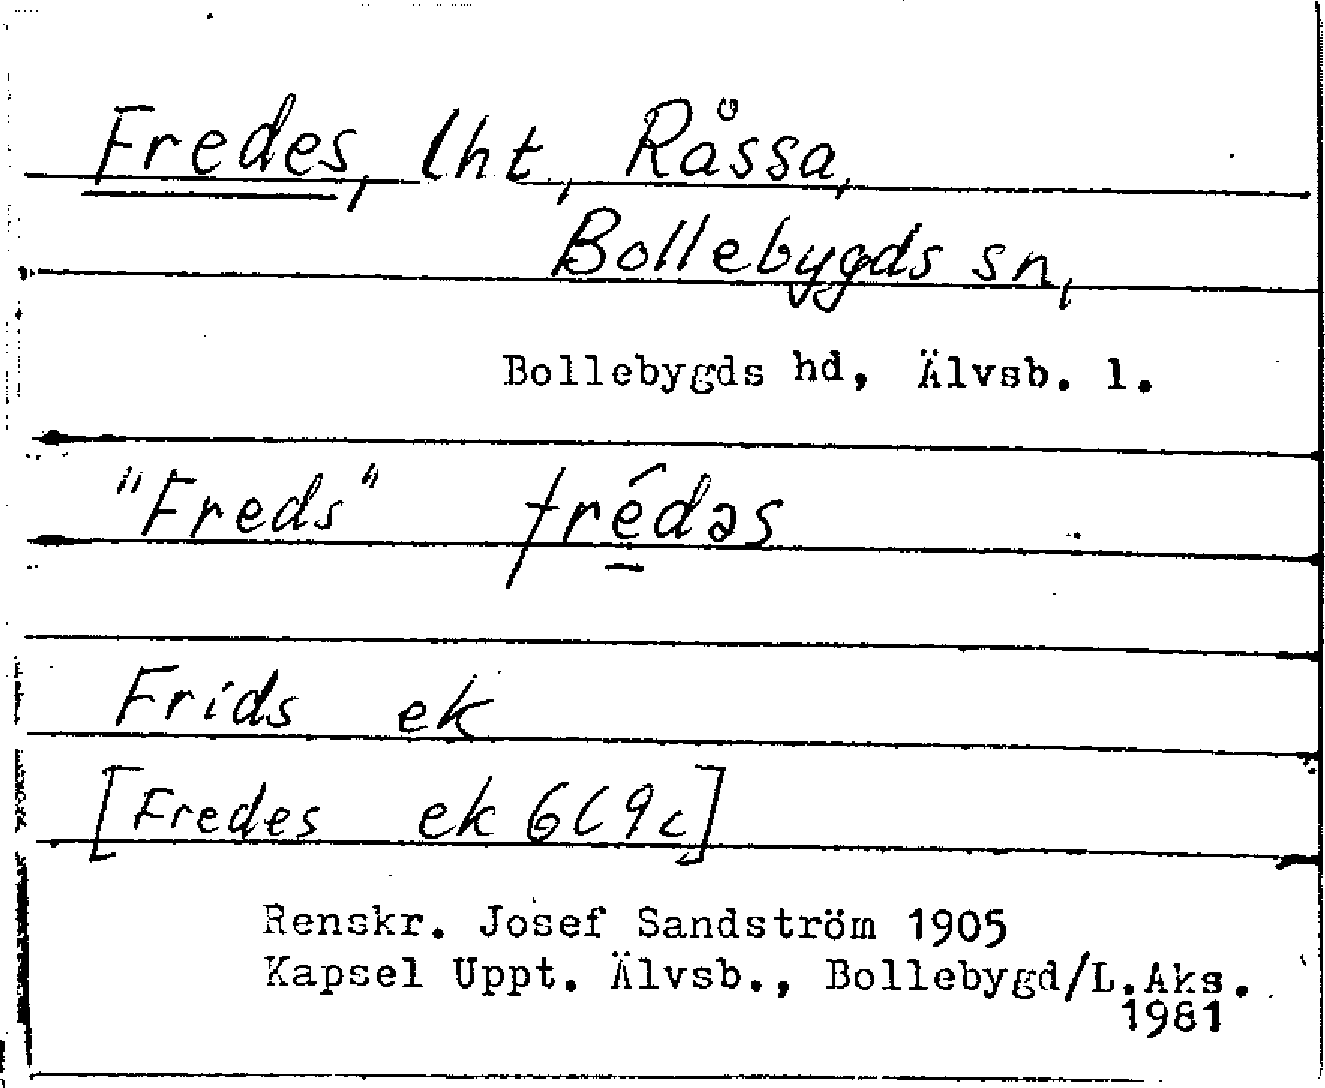 Fredes, lht, Råssa,
Bollebygds sn,
Bollebygds hd, Älvsb. l.
"Freds" frédəs
Frids ek
[Fredes ek 6C9c]
Renskr. Josef Sandström 1905
Kapsel Uppt. Älvsb., Bollebygd/L.Aks.
1981